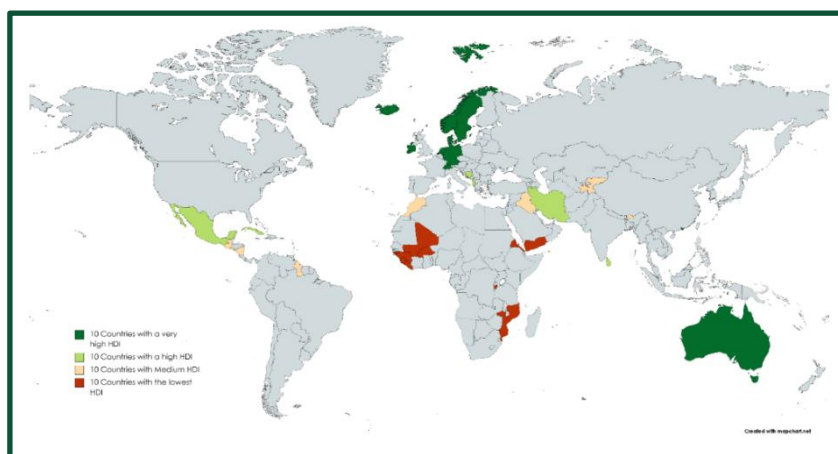 10 Countries with a very
high HDI
10 Countries with a high HDI
10 Countries with Medium HDI
10 Countries with the lowest
HDI
Created with mapchart.net